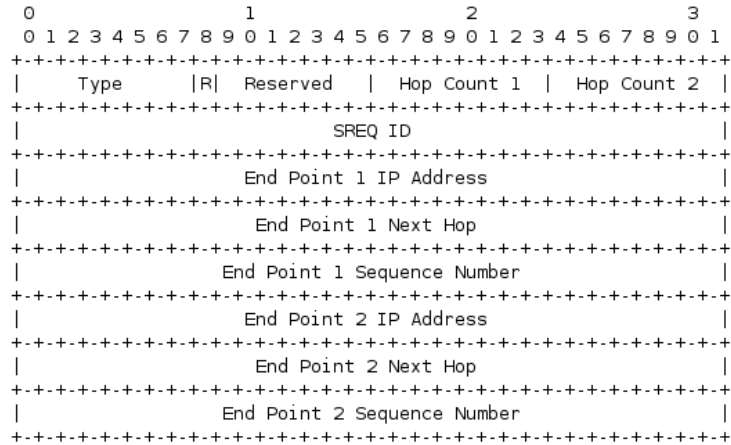 0                   1                   2                   3
 0 1 2 3 4 5 6 7 8 9 0 1 2 3 4 5 6 7 8 9 0 1 2 3 4 5 6 7 8 9 0 1
+-+-+-+-+-+-+-+-+-+-+-+-+-+-+-+-+-+-+-+-+-+-+-+-+-+-+-+-+-+-+-+-+
|     Type      |R|  Reserved   |  Hop Count 1  |  Hop Count 2  |
+-+-+-+-+-+-+-+-+-+-+-+-+-+-+-+-+-+-+-+-+-+-+-+-+-+-+-+-+-+-+-+-+
|                            SREQ ID                            |
+-+-+-+-+-+-+-+-+-+-+-+-+-+-+-+-+-+-+-+-+-+-+-+-+-+-+-+-+-+-+-+-+
|                    End Point 1 IP Address                     |
+-+-+-+-+-+-+-+-+-+-+-+-+-+-+-+-+-+-+-+-+-+-+-+-+-+-+-+-+-+-+-+-+
|                     End Point 1 Next Hop                      |
+-+-+-+-+-+-+-+-+-+-+-+-+-+-+-+-+-+-+-+-+-+-+-+-+-+-+-+-+-+-+-+-+
|                  End Point 1 Sequence Number                  |
+-+-+-+-+-+-+-+-+-+-+-+-+-+-+-+-+-+-+-+-+-+-+-+-+-+-+-+-+-+-+-+-+
|                    End Point 2 IP Address                     |
+-+-+-+-+-+-+-+-+-+-+-+-+-+-+-+-+-+-+-+-+-+-+-+-+-+-+-+-+-+-+-+-+
|                     End Point 2 Next Hop                      |
+-+-+-+-+-+-+-+-+-+-+-+-+-+-+-+-+-+-+-+-+-+-+-+-+-+-+-+-+-+-+-+-+
|                  End Point 2 Sequence Number                  |
+-+-+-+-+-+-+-+-+-+-+-+-+-+-+-+-+-+-+-+-+-+-+-+-+-+-+-+-+-+-+-+-+